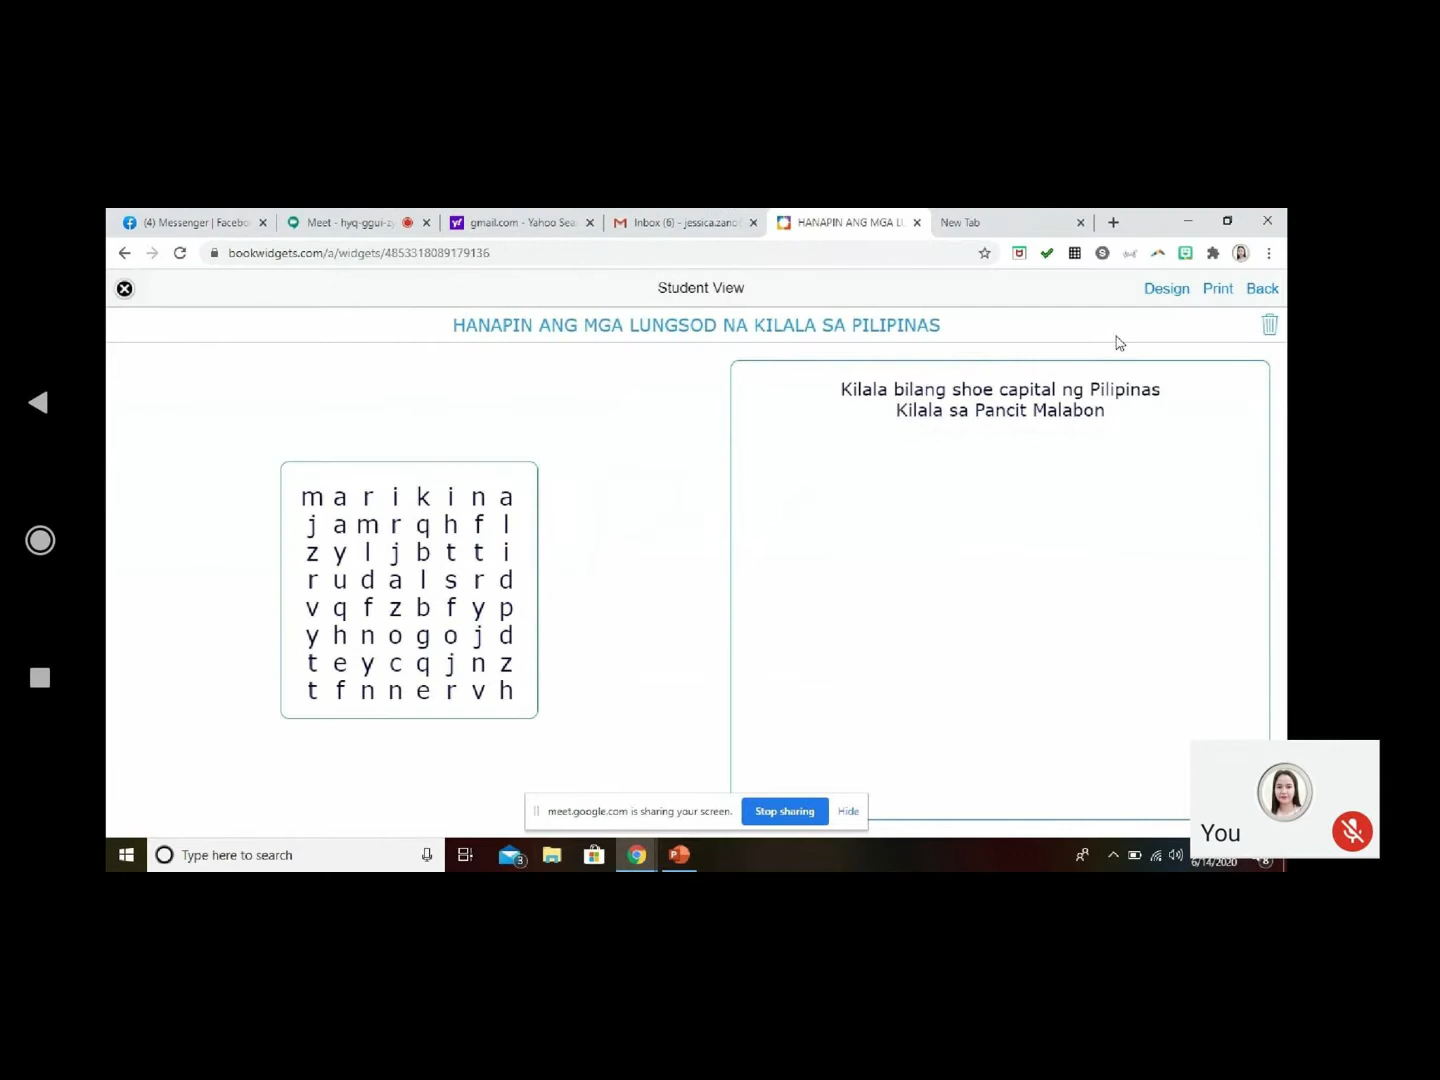 (4) Messenger | Facebo
Meet - hyq-ggui-z
gmail.com - Yahoo Sea
Inbox (6) - jessica.zano
HANAPIN ANG MGA LU
New Tab
bookwidgets.com/a/widgets/4853318089179136
Student View
Design Print Back
HANAPIN ANG MGA LUNGSOD NA KILALA SA PILIPINAS
Kilala bilang shoe capital ng Pilipinas
Kilala sa Pancit Malabon
m a r i k i n a
j a m r q h f l
z y l j b t t i
r u d a l s r d
v q f z b f y p
y h n o g o j d
t e y c q j n z
t f n n e r v h
meet.google.com is sharing your screen. Stop sharing Hide
You
Type here to search
3
6/14/2020
8